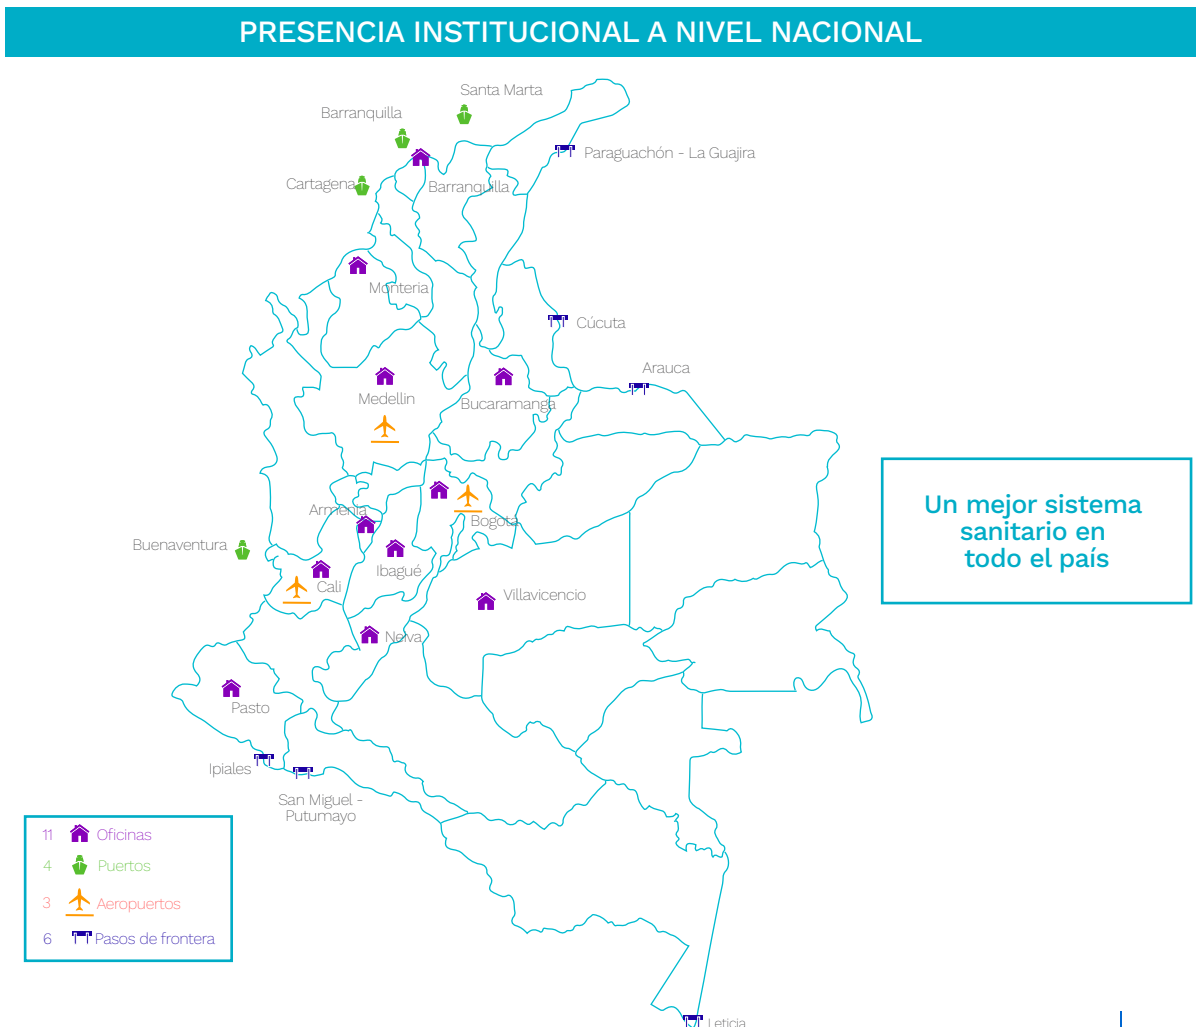 PRESENCIA INSTITUCIONAL A NIVEL NACIONAL
Santa Marta
Barranquilla
Paraguachón - La Guajira
Cartagena
Barranquilla
Monteria
Cúcuta
Arauca
Medellin
Bucaramanga
Armenia
Bogotá
Buenaventura
Ibagué
Cali
Villavicencio
Neiva
Pasto
Ipiales
San Miguel -
Putumayo
Leticia
Un mejor sistema
sanitario en
todo el país
11 Oficinas
4 Puertos
3 Aeropuertos
6 Pasos de frontera